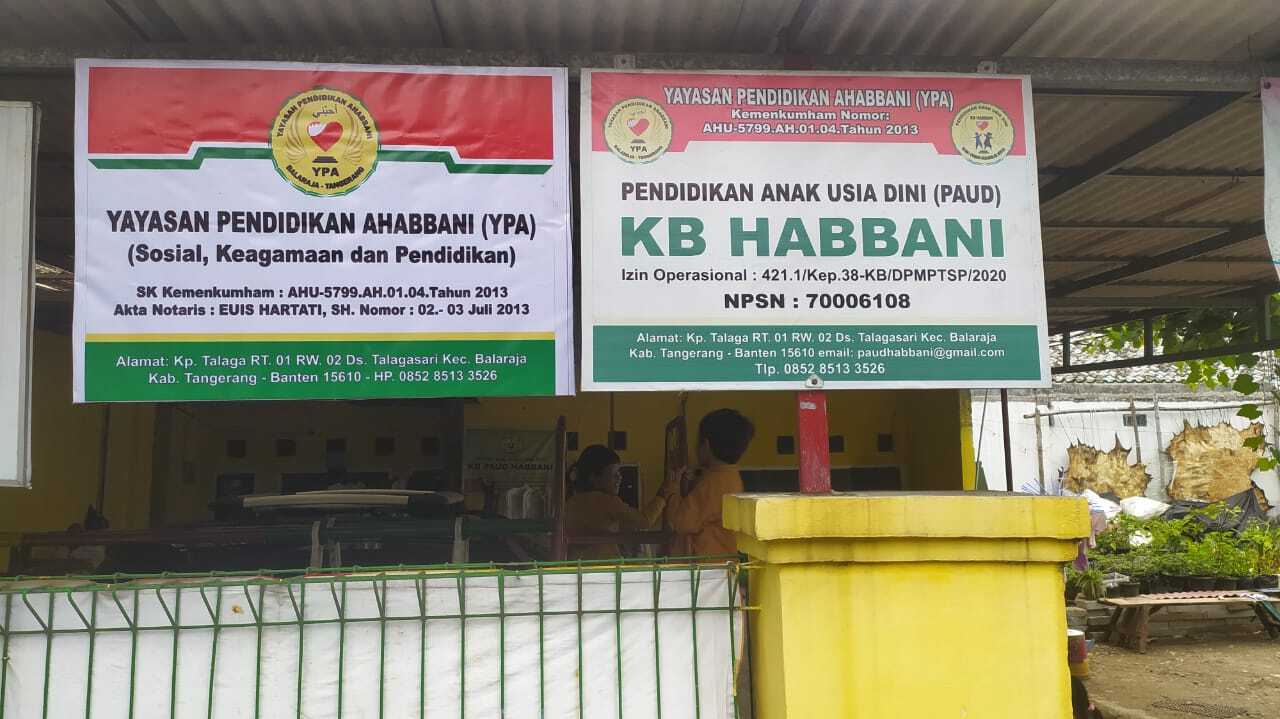 YAYASAN PENDIDIKAN AHABBANI
YPA
BALARAJA - TANGERANG
YAYASAN PENDIDIKAN AHABBANI (YPA)
(Sosial, Keagamaan dan Pendidikan)
SK Kemenkumham : AHU-5799.AH.01.04.Tahun 2013
Akta Notaris : EUIS HARTATI, SH. Nomor : 02.- 03 Juli 2013
Alamat: Kp. Talaga RT. 01 RW. 02 Ds. Talagasari Kec. Balaraja
Kab. Tangerang - Banten 15610 - HP. 0852 8513 3526
YAYASAN PENDIDIKAN AHABBANI (YPA)
Kemenkumham Nomor:
AHU-5799.AH.01.04.Tahun 2013
YPA
KB HABBANI
PENDIDIKAN ANAK USIA DINI (PAUD)
KB HABBANI
Izin Operasional : 421.1/Kep.38-KB/DPMPTSP/2020
NPSN : 70006108
Alamat: Kp. Talaga RT. 01 RW. 02 Ds. Talagasari Kec. Balaraja
Kab. Tangerang - Banten 15610 email: paudhabbani@gmail.com
Tlp. 0852 8513 3526
KB PAUD HABBANI